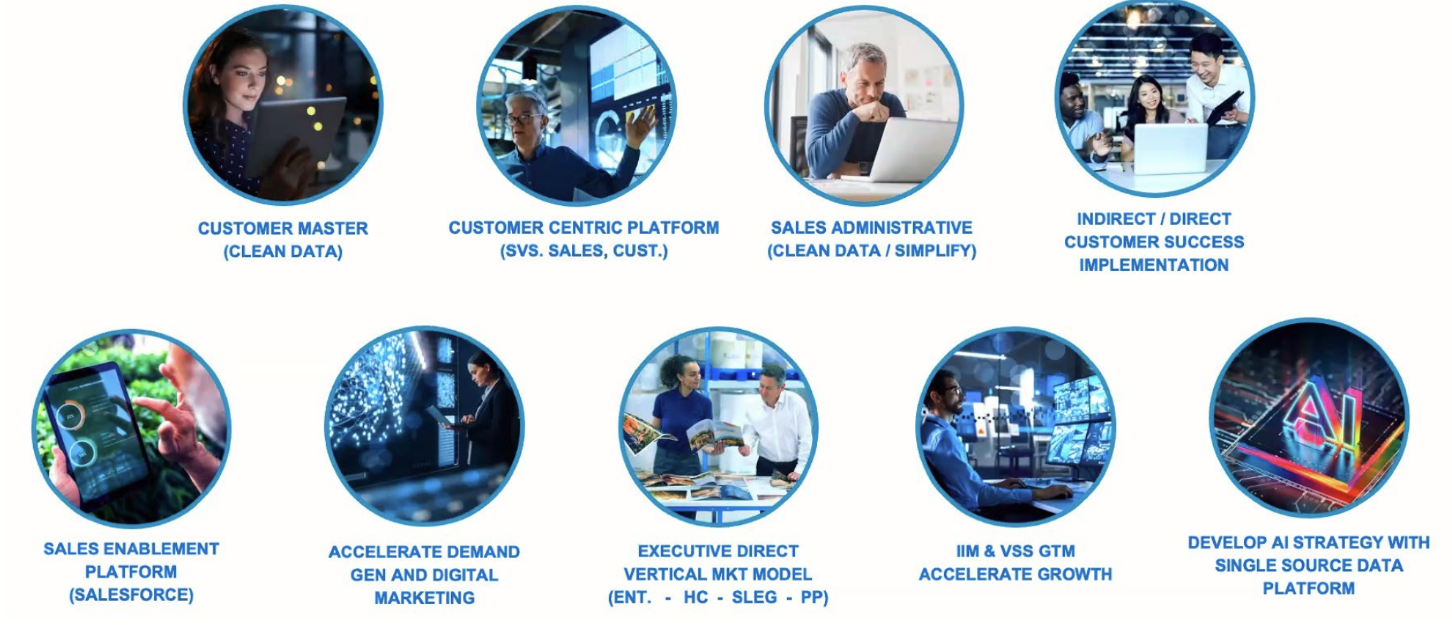 CUSTOMER MASTER
(CLEAN DATA)
CUSTOMER CENTRIC PLATFORM
(SVS. SALES, CUST.)
SALES ADMINISTRATIVE
(CLEAN DATA / SIMPLIFY)
INDIRECT / DIRECT
CUSTOMER SUCCESS
IMPLEMENTATION
SALES ENABLEMENT
PLATFORM
(SALESFORCE)
ACCELERATE DEMAND
GEN AND DIGITAL
MARKETING
EXECUTIVE DIRECT
VERTICAL MKT MODEL
(ENT. - HC - SLEG - PP)
IIM & VSS GTM
ACCELERATE GROWTH
AI
DEVELOP AI STRATEGY WITH
SINGLE SOURCE DATA
PLATFORM